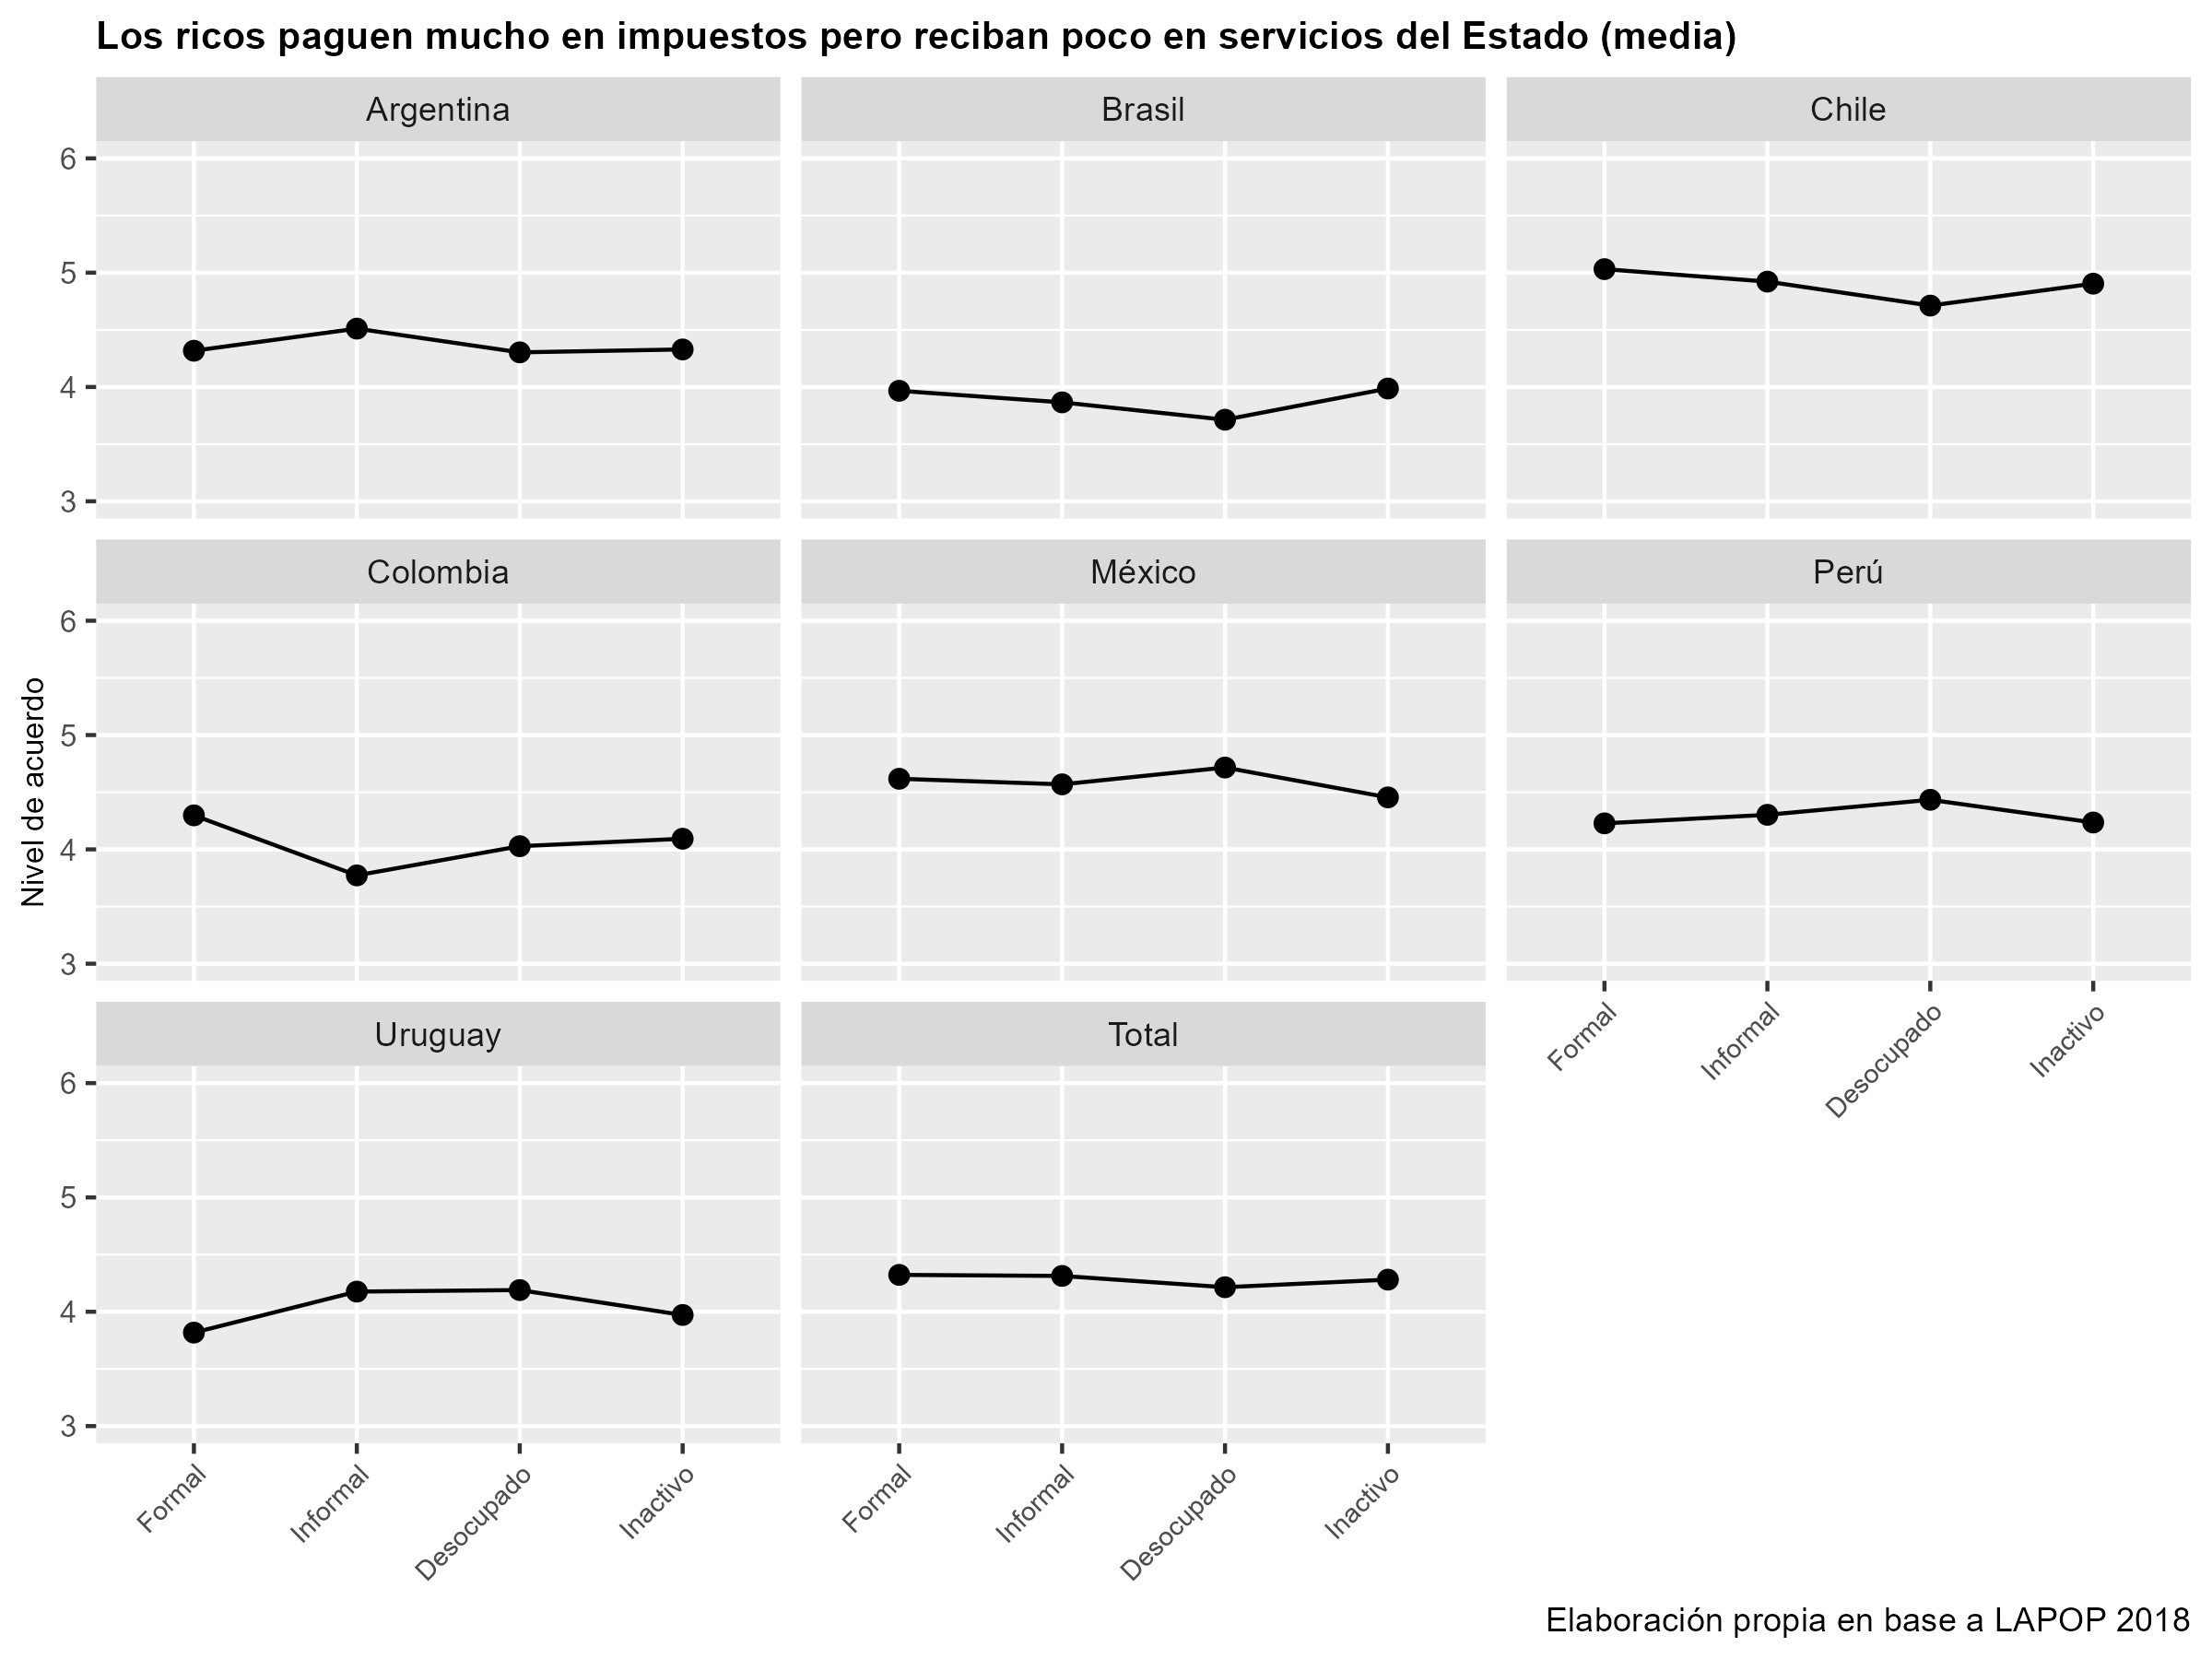 Los ricos paguen mucho en impuestos pero reciban poco en servicios del Estado (media)
Argentina
Brasil
Chile
6
5
4
3
Colombia
México
Perú
6
5
4
3
Nivel de acuerdo
Formal
Informal
Desocupado
Inactivo
Uruguay
Total
6
5
4
3
Formal
Informal
Desocupado
Inactivo
Formal
Informal
Desocupado
Inactivo
Elaboración propia en base a LAPOP 2018